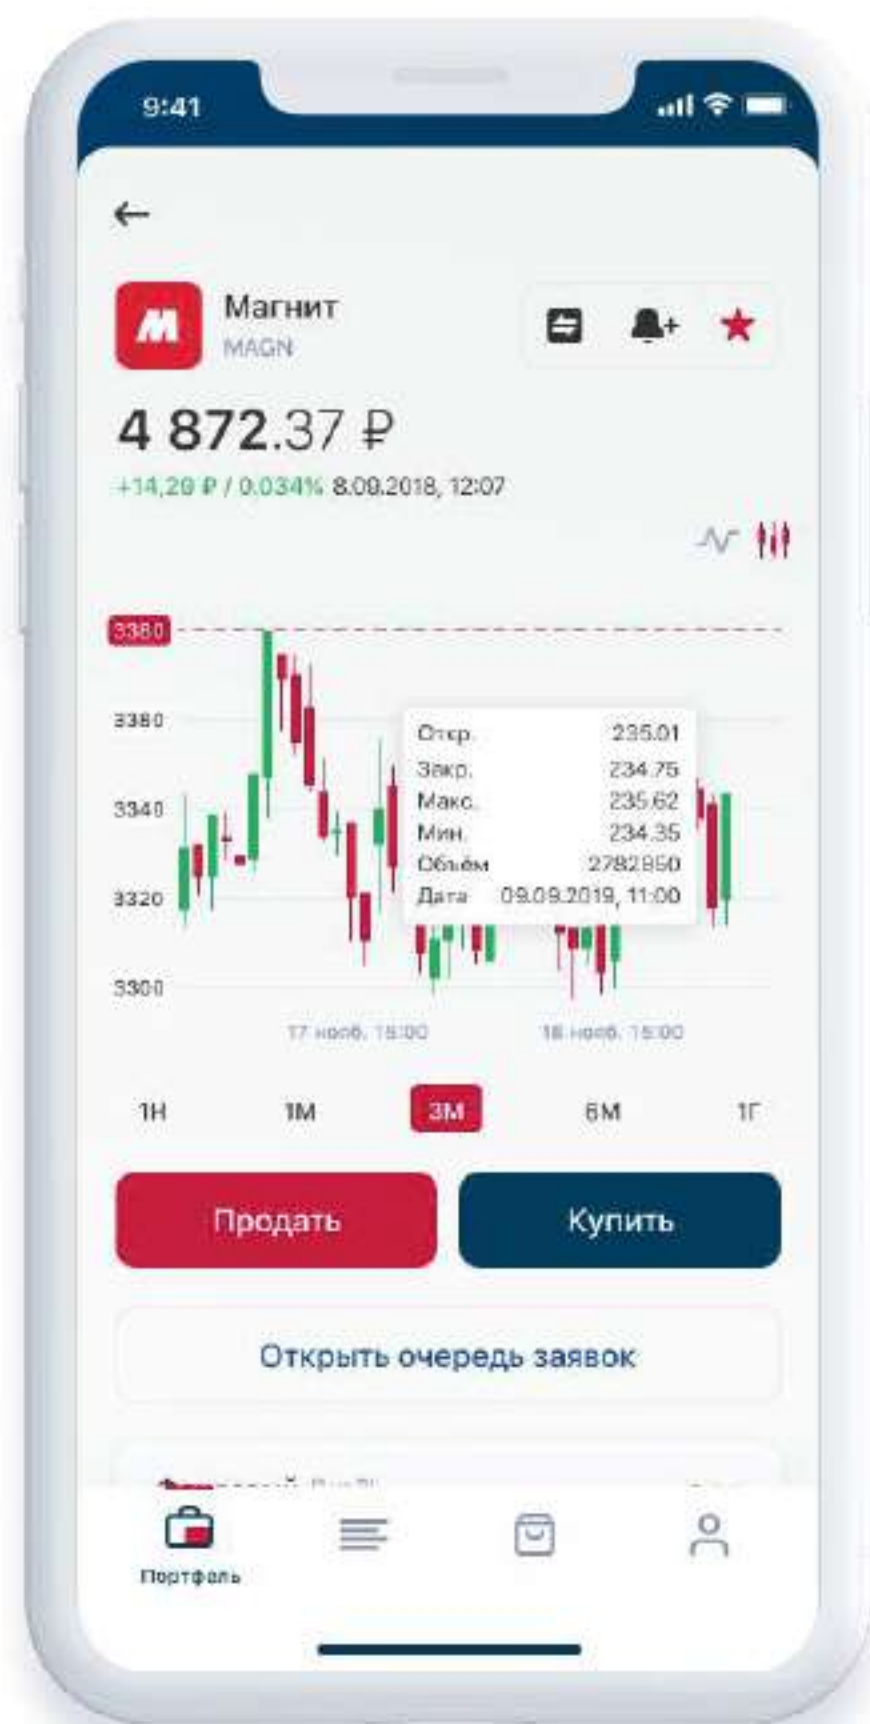 9:41
Магнит
MAGN
4 872.37 ₽
+14,20 ₽ / 0.034% 8.09.2018, 12:07
3380
3380
3340
3320
3300
Откр. 235.01
Закр. 234.75
Макс. 235.62
Мин. 234.35
Объём 2782950
Дата 09.09.2019, 11:00
17 нояб. 15:00
18 нояб. 15:00
1Н 1М 3М 6М 1Г
Продать Купить
Открыть очередь заявок
Портфель